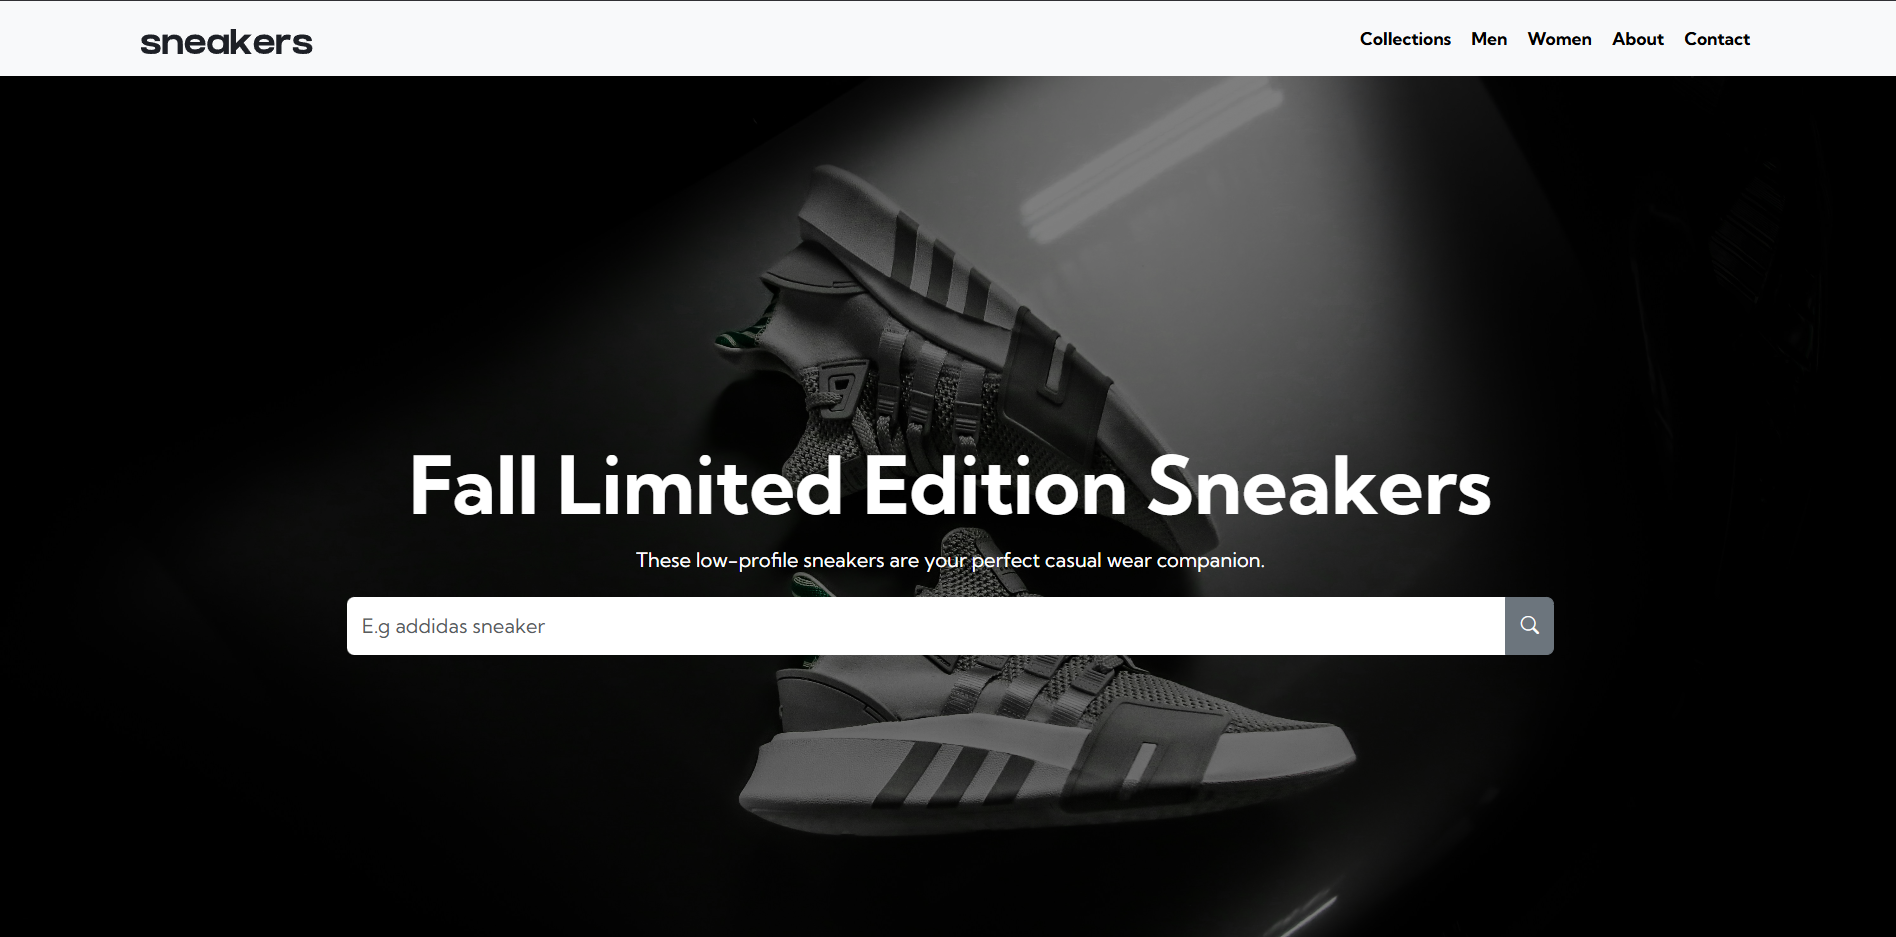 sneakers
Collections Men Women About Contact
Fall Limited Edition Sneakers
These low-profile sneakers are your perfect casual wear companion.
E.g addidas sneaker